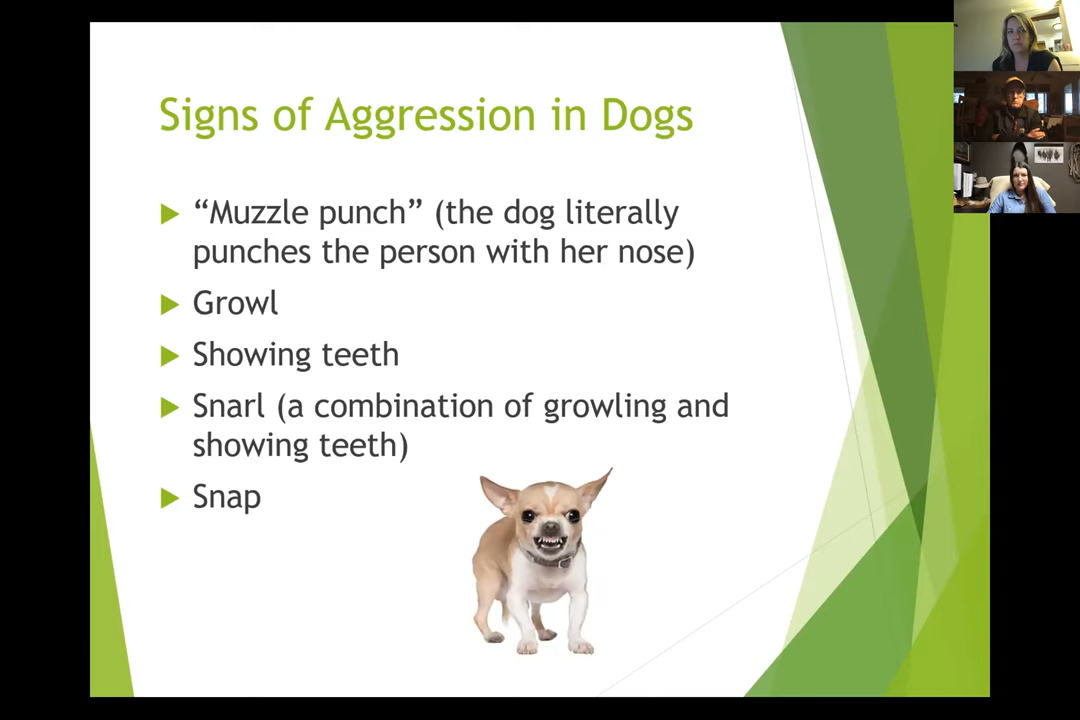 Signs of Aggression in Dogs
“Muzzle punch” (the dog literally
punches the person with her nose)
Growl
Showing teeth
Snarl (a combination of growling and
showing teeth)
Snap